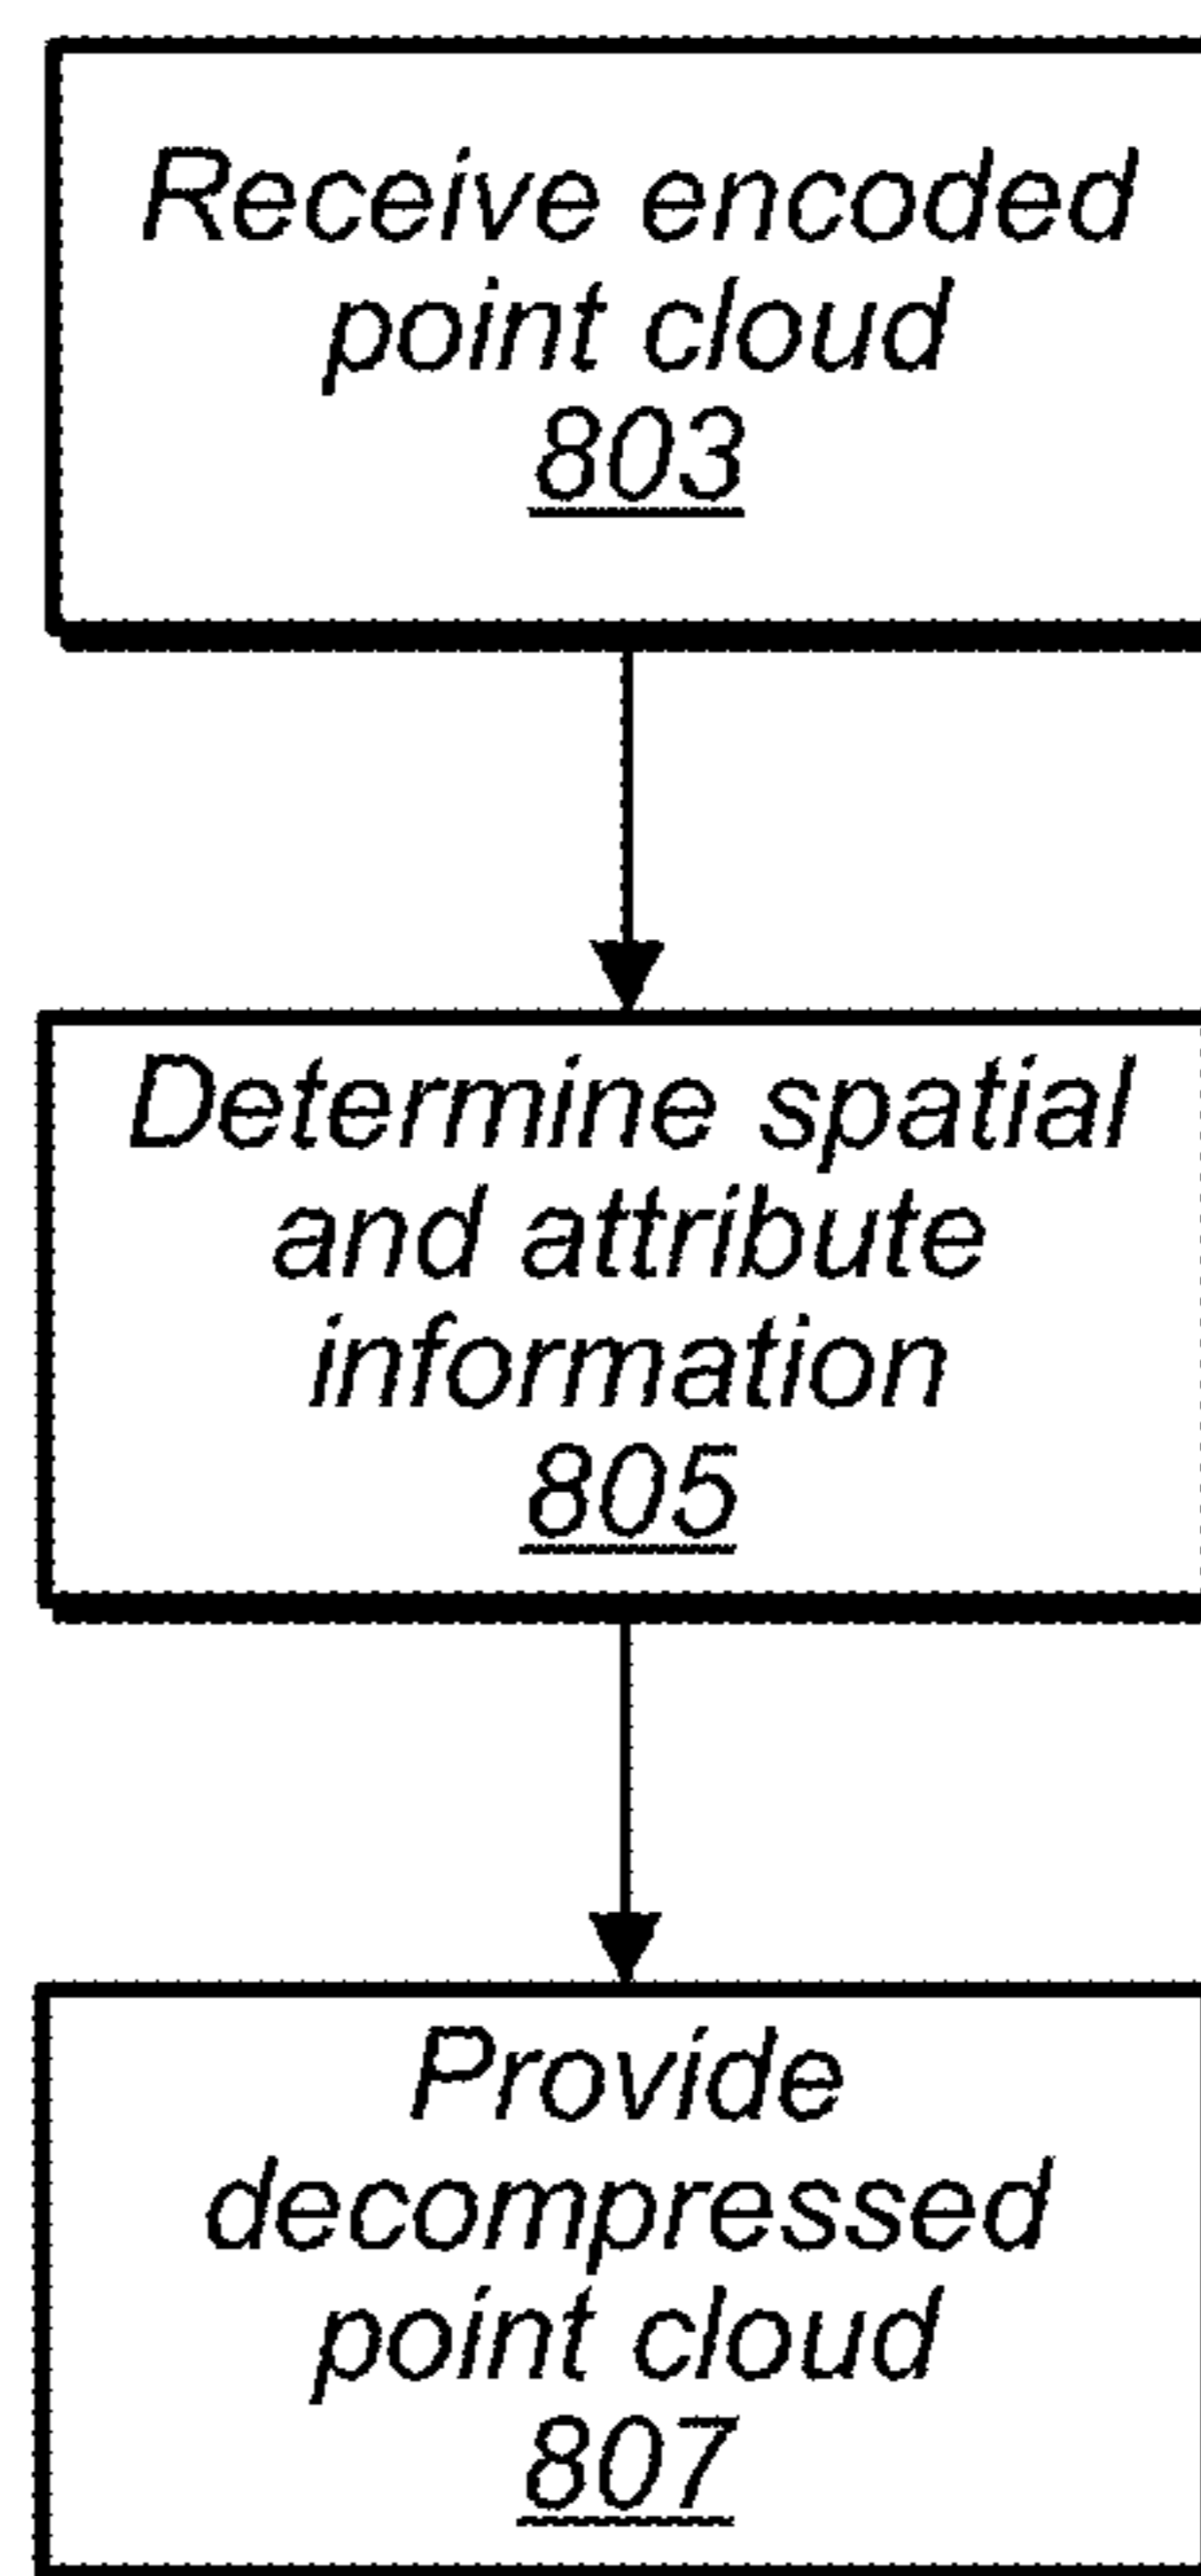 Receive encoded
point cloud
803
Determine spatial
and attribute
information
805
Provide
decompressed
point cloud
807